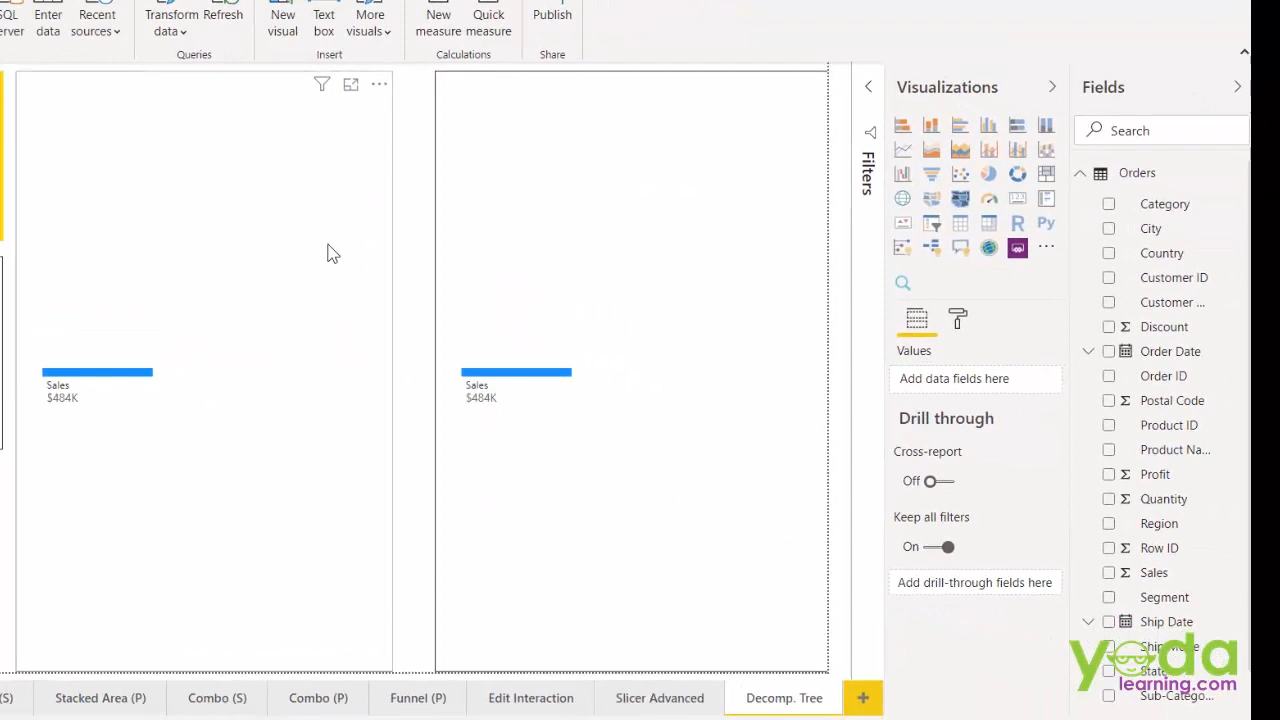 SQL
erver
Enter
data
Recent
sources
Transform
data
Refresh
Queries
New
visual
Text
box
More
visuals
Insert
New
measure
Quick
measure
Calculations
Publish
Share
Sales
$484K
Sales
$484K
Filters
Visualizations
R
Py
Values
Add data fields here
Drill through
Cross-report
Off
Keep all filters
On
Add drill-through fields here
Fields
Search
Orders
Category
City
Country
Customer ID
Customer ...
Discount
Order Date
Order ID
Postal Code
Product ID
Product Na...
Profit
Quantity
Region
Row ID
Sales
Segment
Ship Date
Sub-Catego...
yoda
learning.com
(S)
Stacked Area (P)
Combo (S)
Combo (P)
Funnel (P)
Edit Interaction
Slicer Advanced
Decomp. Tree